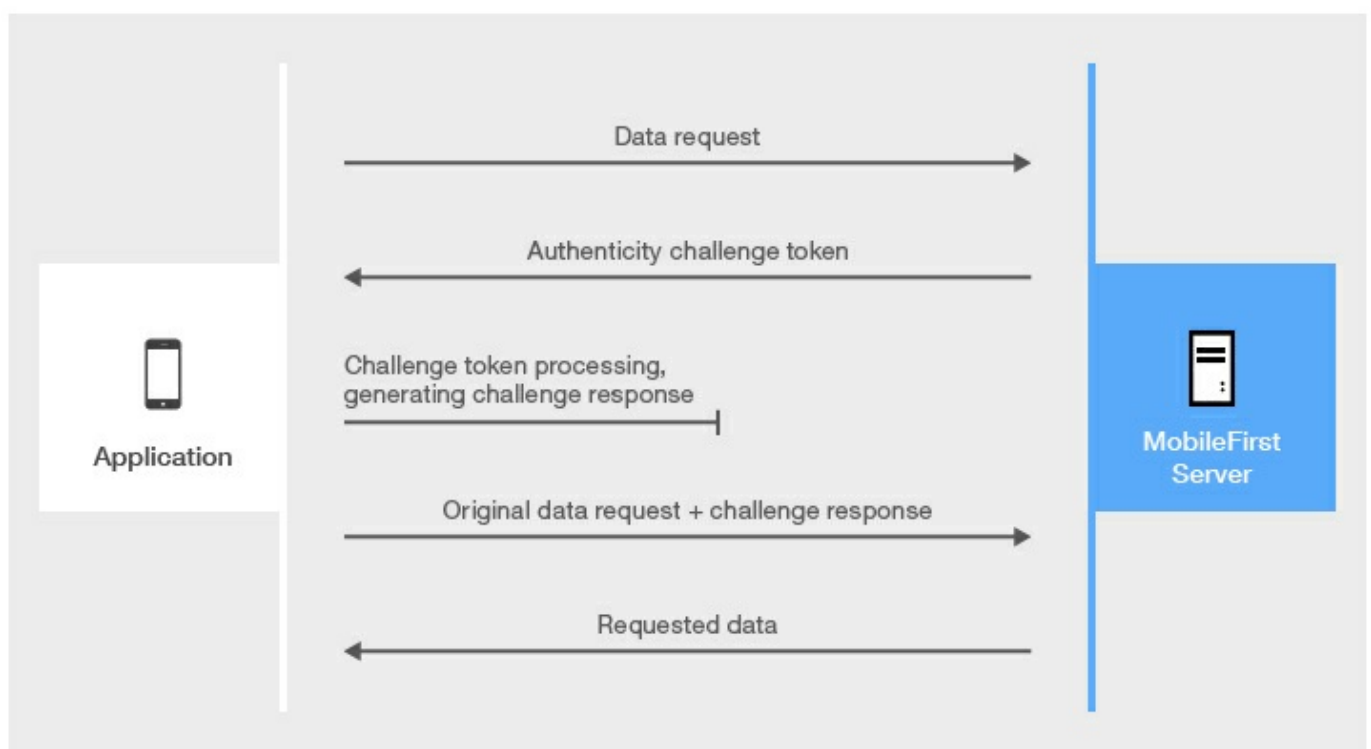 Data request
Authenticity challenge token
Challenge token processing,
generating challenge response
Application
MobileFirst
Server
Original data request + challenge response
Requested data